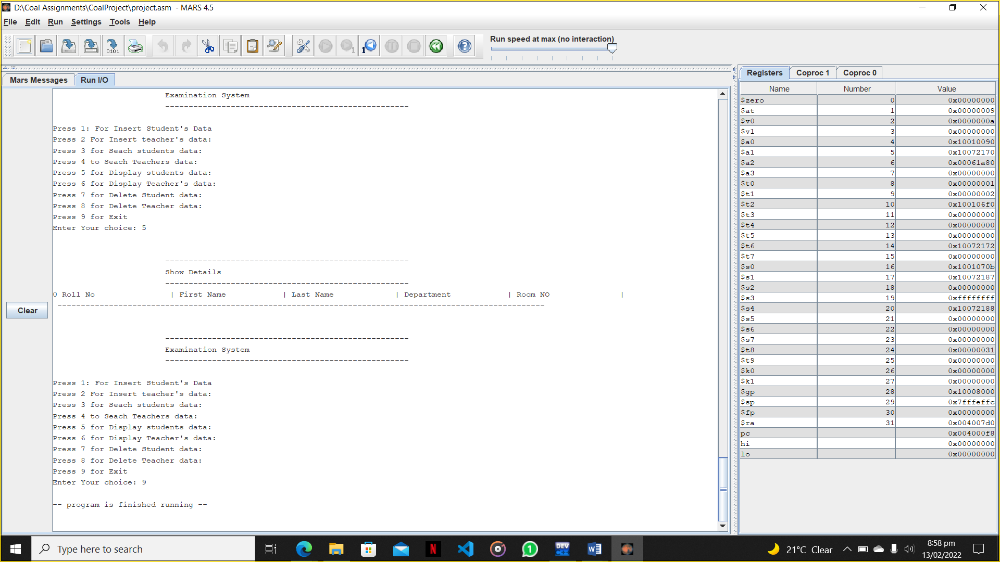 D:\Coal Assignments\CoalProject\project.asm - MARS 4.5
File Edit Run Settings Tools Help
Run speed at max (no interaction)
Mars Messages Run I/O
Examination System
----------------------------------------------------
Press 1: For Insert Student's Data
Press 2 For Insert teacher's data:
Press 3 for Seach students data:
Press 4 to Seach Teachers data:
Press 5 for Display students data:
Press 6 for Display Teacher's data:
Press 7 for Delete Student data:
Press 8 for Delete Teacher data:
Press 9 for Exit
Enter Your choice: 5
----------------------------------------------------
Show Details
----------------------------------------------------
0 Roll No | First Name | Last Name | Department | Room NO |
--------------------------------------------------------------------------------------------------------
----------------------------------------------------
Examination System
----------------------------------------------------
Press 1: For Insert Student's Data
Press 2 For Insert teacher's data:
Press 3 for Seach students data:
Press 4 to Seach Teachers data:
Press 5 for Display students data:
Press 6 for Display Teacher's data:
Press 7 for Delete Student data:
Press 8 for Delete Teacher data:
Press 9 for Exit
Enter Your choice: 9
-- program is finished running --
Clear
Registers Coproc 1 Coproc 0
Name Number Value
$zero 0 0x00000000
$at 1 0x00000009
$v0 2 0x0000000a
$v1 3 0x00000000
$a0 4 0x10010090
$a1 5 0x10072170
$a2 6 0x00061a80
$a3 7 0x00000000
$t0 8 0x00000001
$t1 9 0x00000002
$t2 10 0x100106f0
$t3 11 0x00000000
$t4 12 0x00000000
$t5 13 0x00000000
$t6 14 0x10072172
$t7 15 0x00000000
$s0 16 0x1001070b
$s1 17 0x10072187
$s2 18 0x00000000
$s3 19 0xffffffff
$s4 20 0x10072188
$s5 21 0x00000000
$s6 22 0x00000000
$s7 23 0x00000000
$t8 24 0x00000031
$t9 25 0x00000000
$k0 26 0x00000000
$k1 27 0x00000000
$gp 28 0x10008000
$sp 29 0x7fffeffc
$fp 30 0x00000000
$ra 31 0x004007d0
pc 0x004000f8
hi 0x00000000
lo 0x00000000
Type here to search
21°C Clear
8:58 pm
13/02/2022